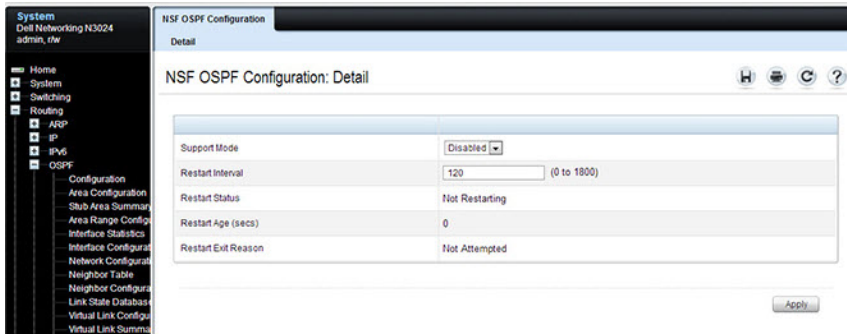 System
Dell Networking N3024
admin, r/w
Home
System
Switching
Routing
ARP
IP
IPv6
OSPF
Configuration
Area Configuration
Stub Area Summary
Area Range Configu
Interface Statistics
Interface Configurat
Network Configurati
Neighbor Table
Neighbor Configura
Link State Database
Virtual Link Configu
Virtual Link Summa
NSF OSPF Configuration
Detail
NSF OSPF Configuration: Detail
Support Mode Disabled
Restart Interval 120 (0 to 1800)
Restart Status Not Restarting
Restart Age (secs) 0
Restart Exit Reason Not Attempted
Apply